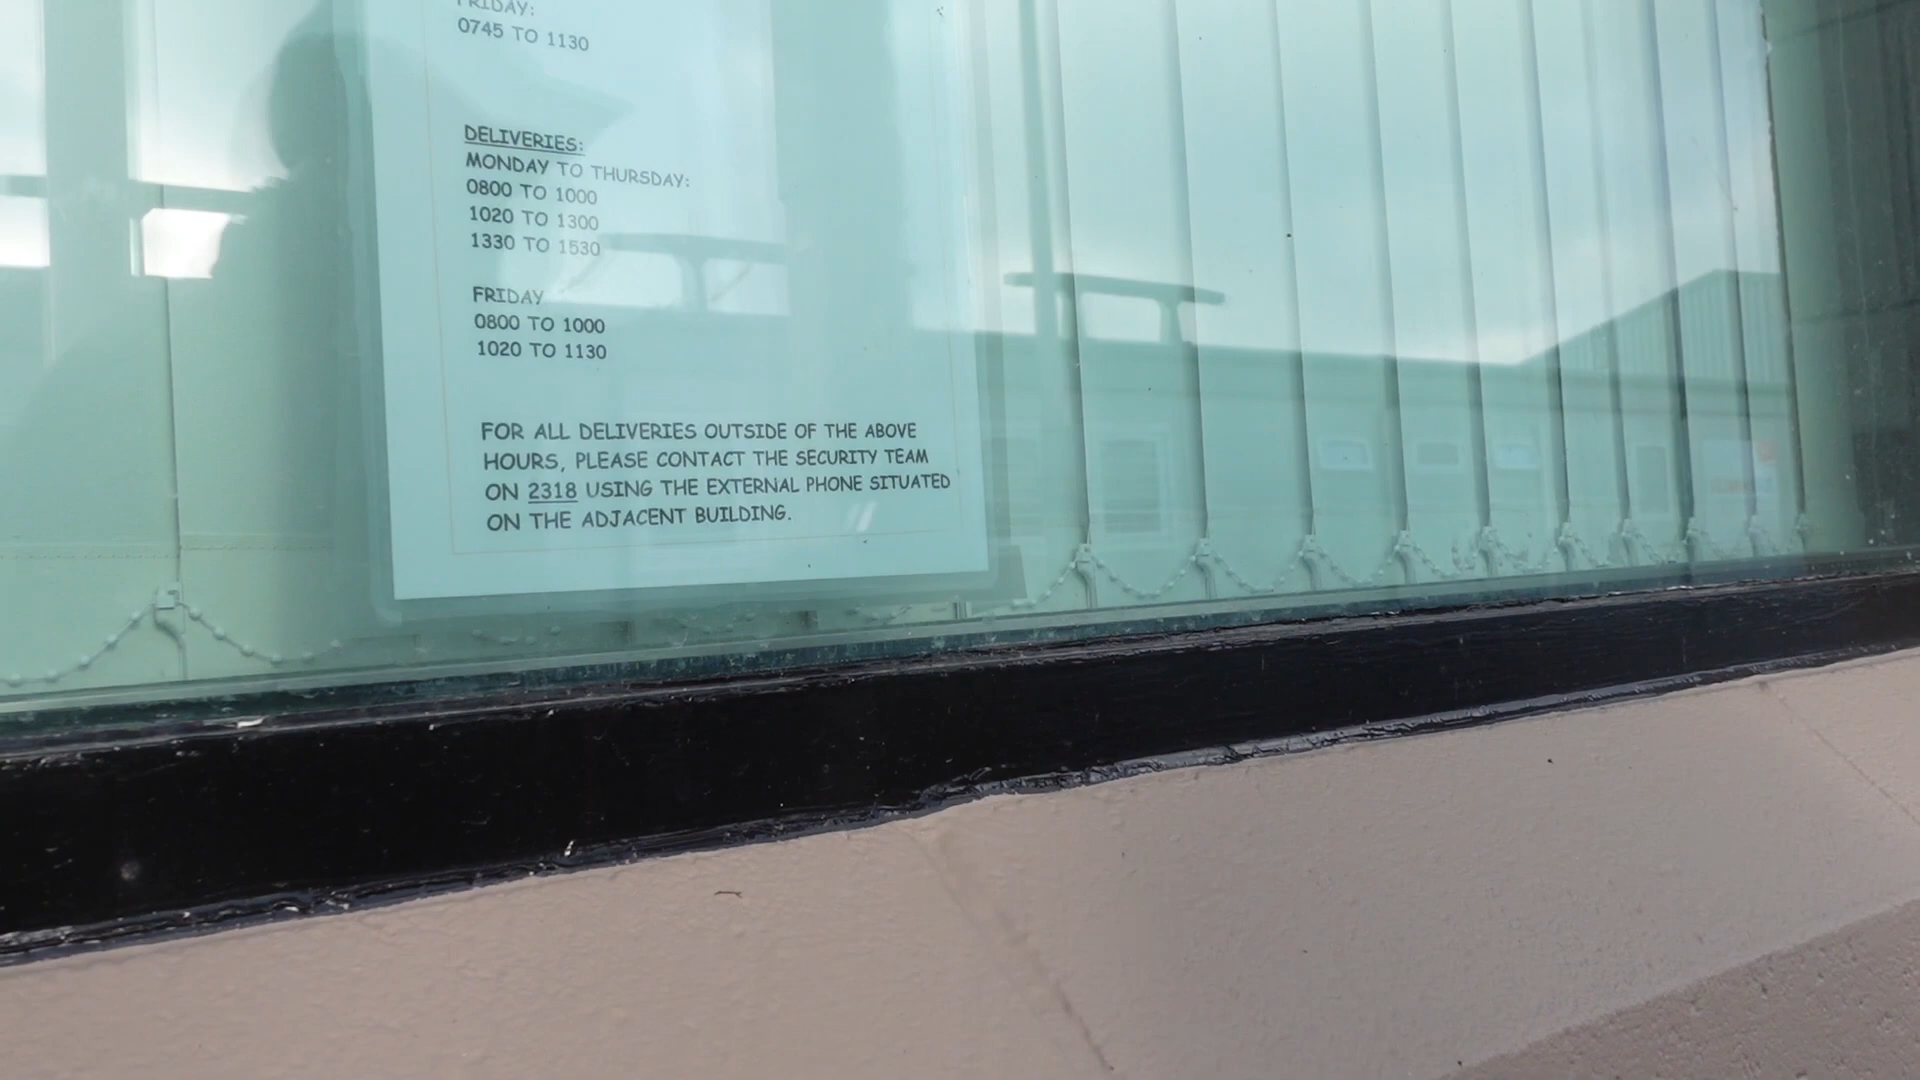 FRIDAY:
0745 TO 1130
DELIVERIES:
MONDAY TO THURSDAY:
0800 TO 1000
1020 TO 1300
1330 TO 1530
FRIDAY
0800 TO 1000
1020 TO 1130
FOR ALL DELIVERIES OUTSIDE OF THE ABOVE
HOURS, PLEASE CONTACT THE SECURITY TEAM
ON 2318 USING THE EXTERNAL PHONE SITUATED
ON THE ADJACENT BUILDING.